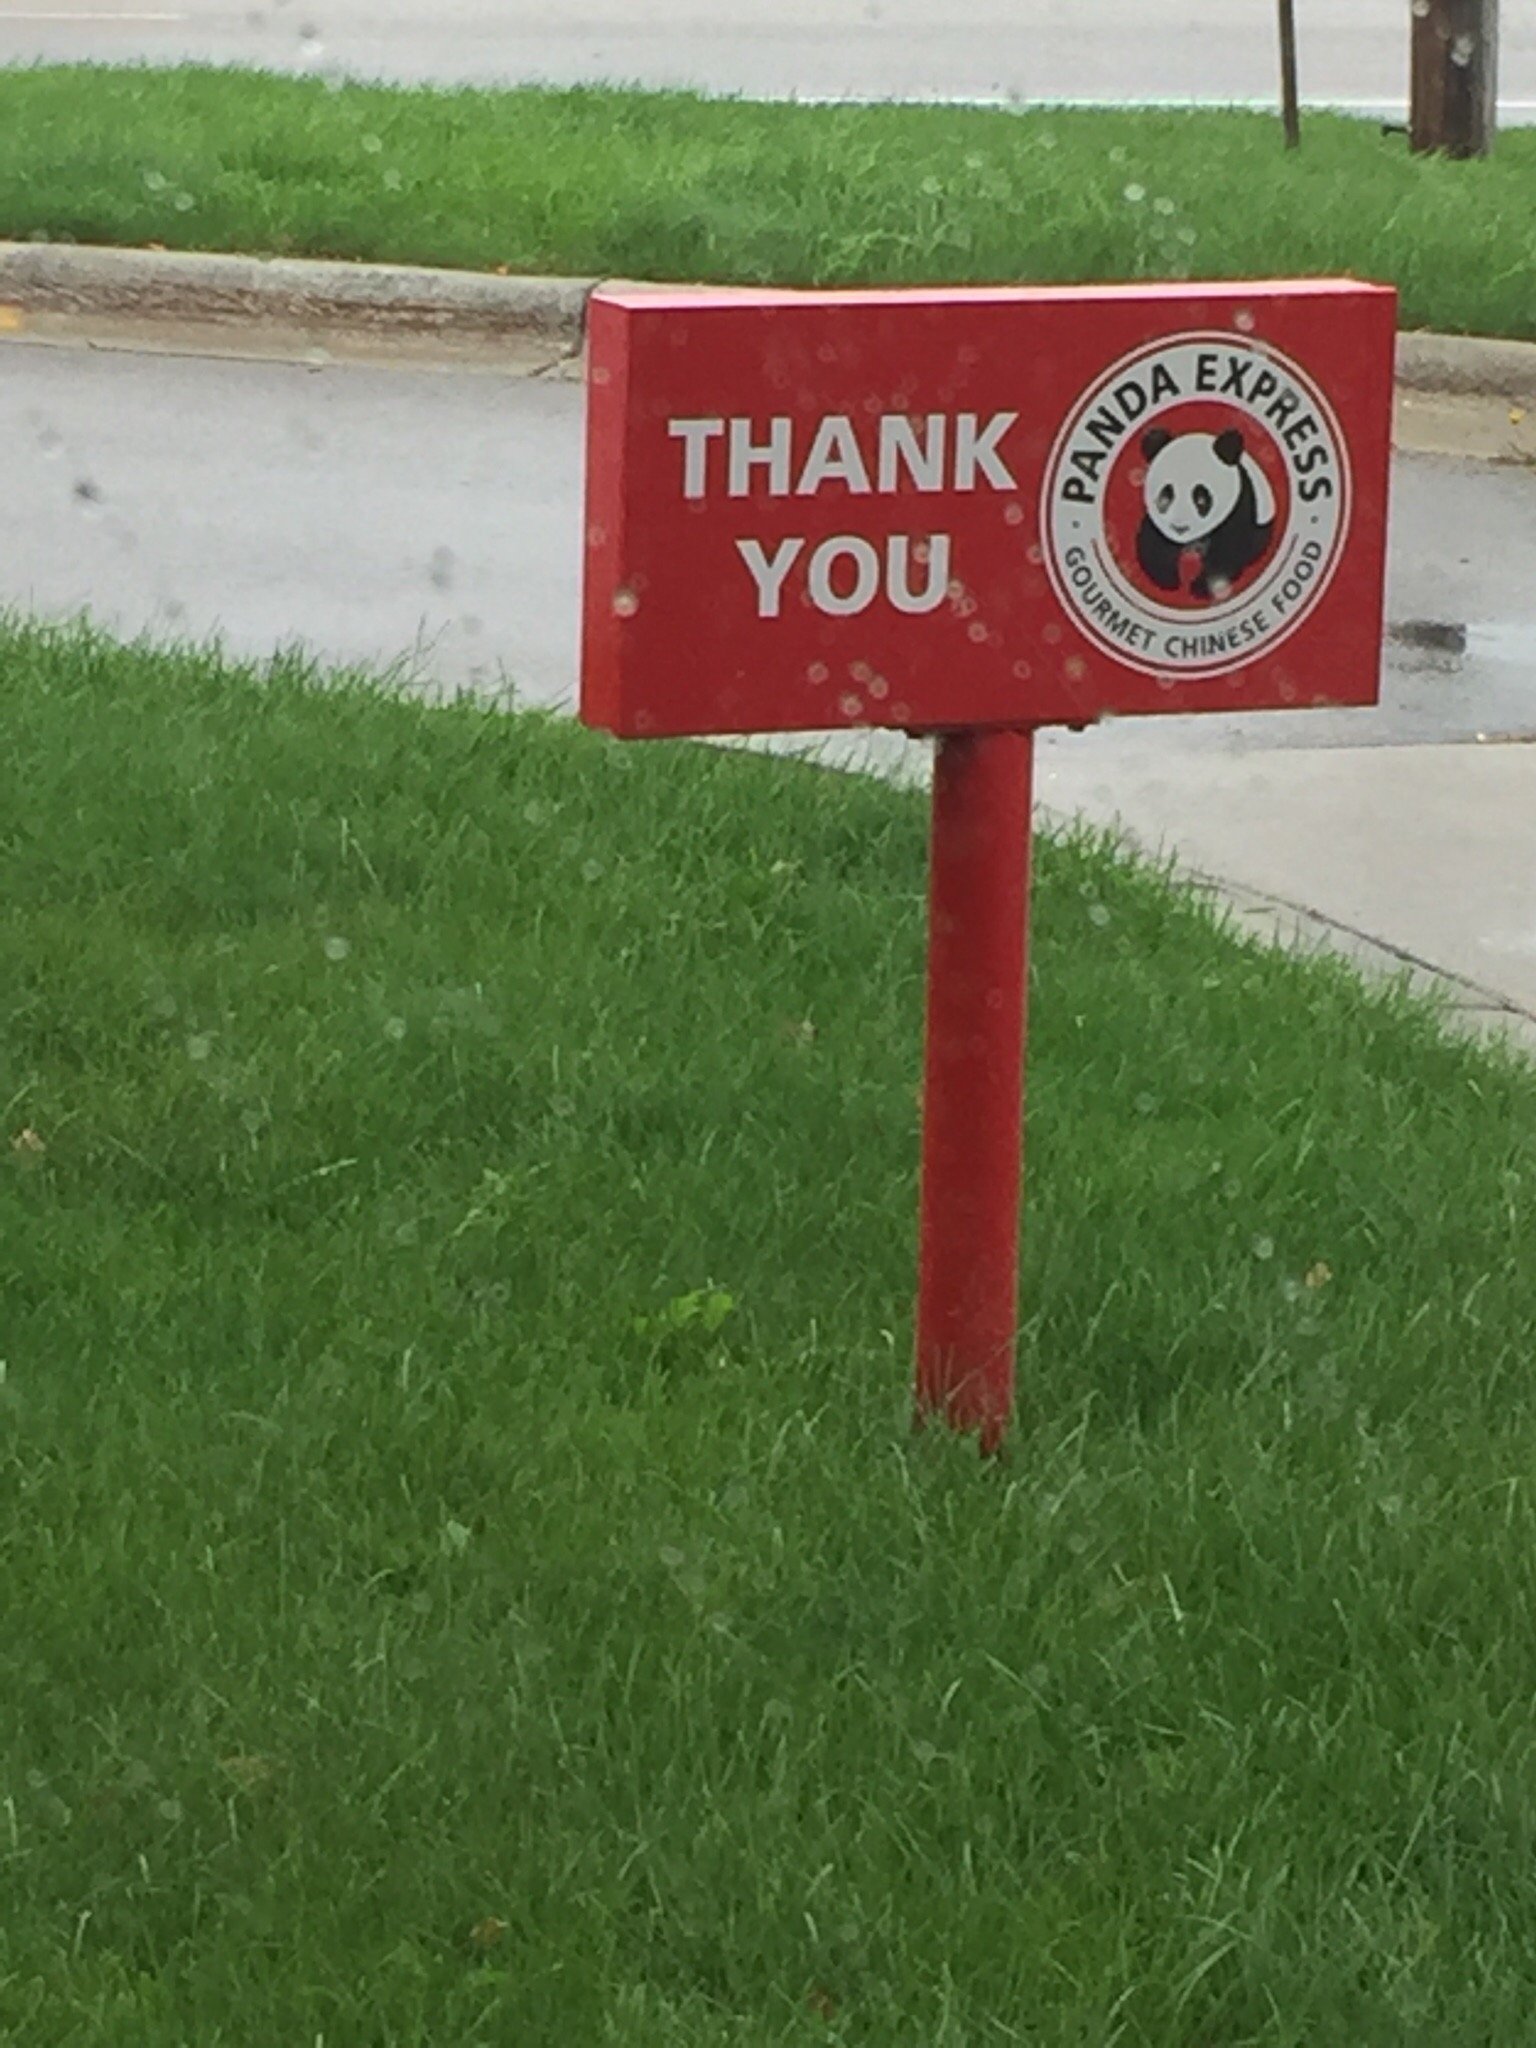 THANK
YOU
PANDA EXPRESS
GOURMET CHINESE FOOD